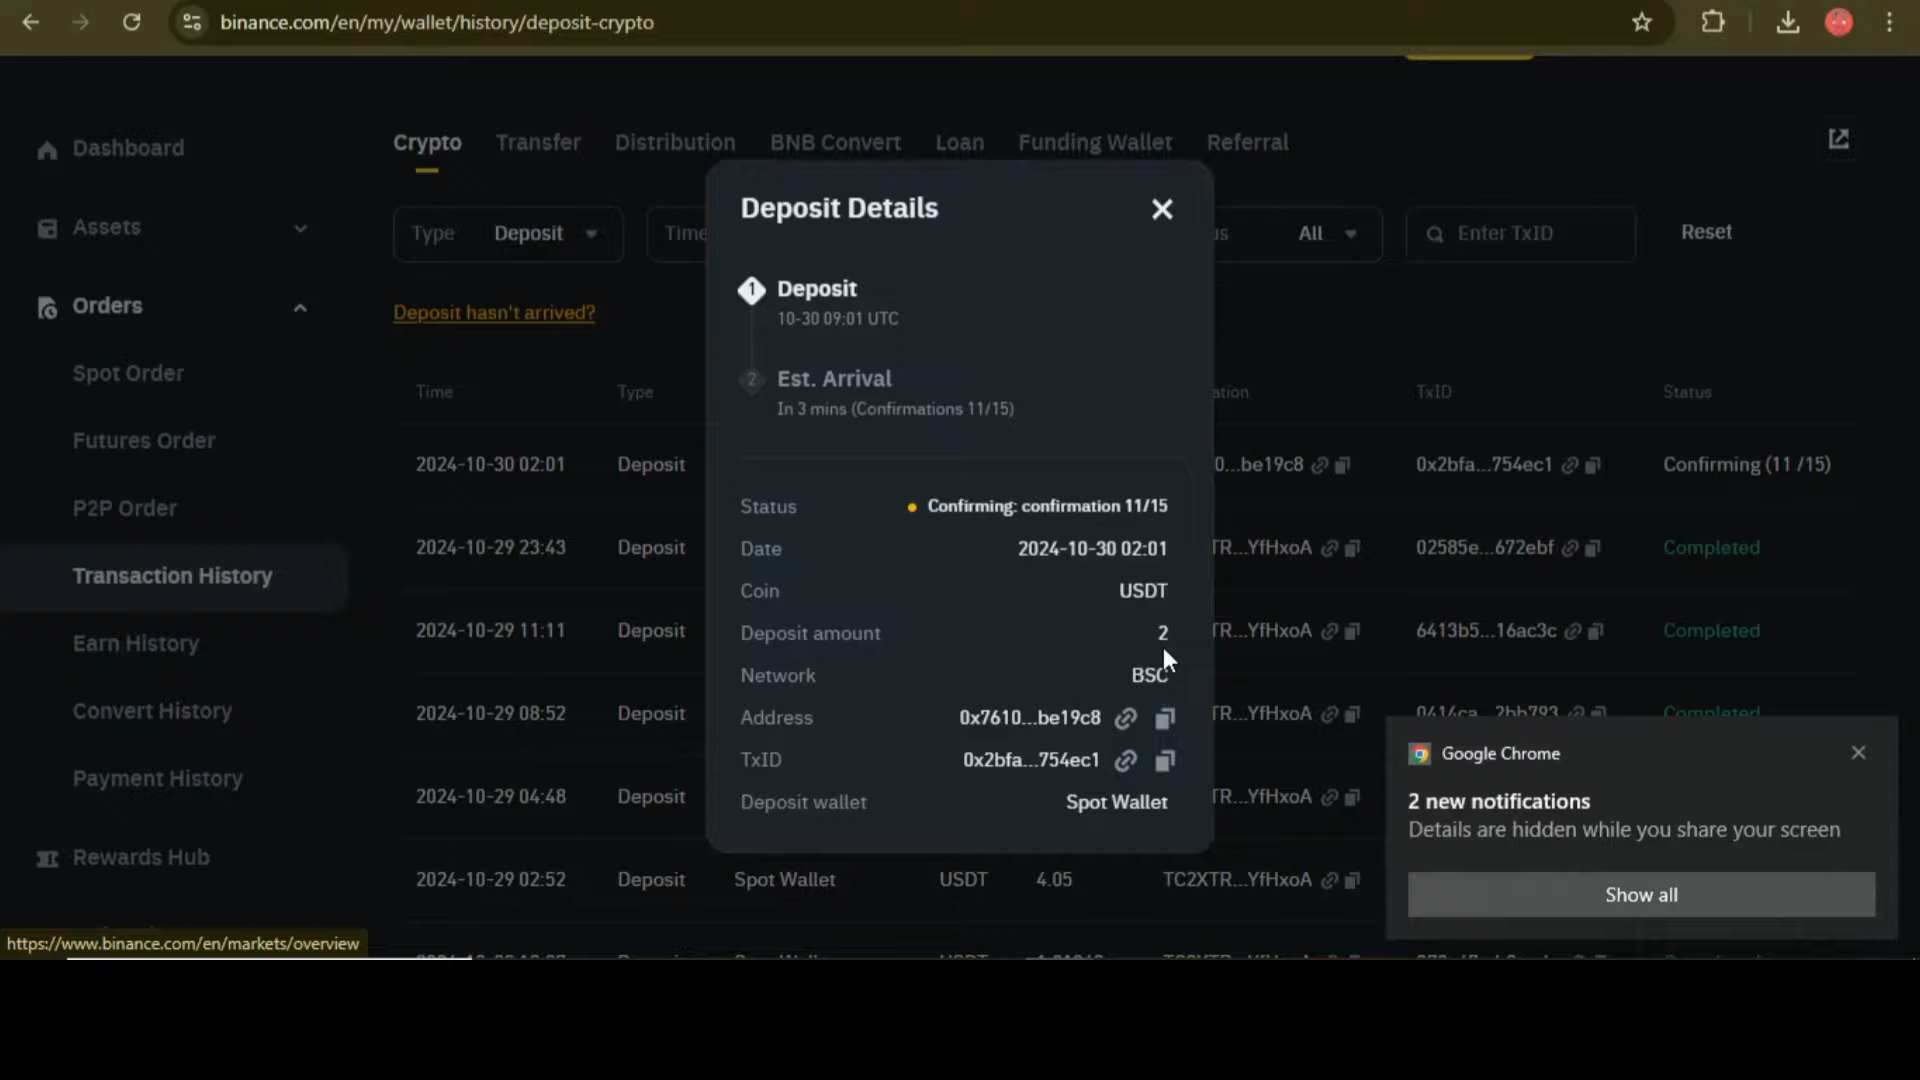 binance.com/en/my/wallet/history/deposit-crypto
Dashboard
Assets
Orders
Spot Order
Futures Order
P2P Order
Transaction History
Earn History
Convert History
Payment History
Rewards Hub
https://www.binance.com/en/markets/overview
Crypto Transfer Distribution BNB Convert Loan Funding Wallet Referral
Type Deposit Time All Enter TxID Reset
Deposit hasn't arrived?
Time Type TxID Status
2024-10-30 02:01 Deposit 0...be19c8 0x2bfa...754ec1 Confirming (11 /15)
2024-10-29 23:43 Deposit TR...YfHxoA 02585e...672ebf Completed
2024-10-29 11:11 Deposit TR...YfHxoA 6413b5...16ac3c Completed
2024-10-29 08:52 Deposit TR...YfHxoA 0414ca...2bb793 Completed
2024-10-29 04:48 Deposit TR...YfHxoA
2024-10-29 02:52 Deposit Spot Wallet USDT 4.05 TC2XTR...YfHxoA
Deposit Details
1 Deposit
10-30 09:01 UTC
2 Est. Arrival
In 3 mins (Confirmations 11/15)
Status Confirming: confirmation 11/15
Date 2024-10-30 02:01
Coin USDT
Deposit amount 2
Network BSC
Address 0x7610...be19c8
TxID 0x2bfa...754ec1
Deposit wallet Spot Wallet
Google Chrome
2 new notifications
Details are hidden while you share your screen
Show all